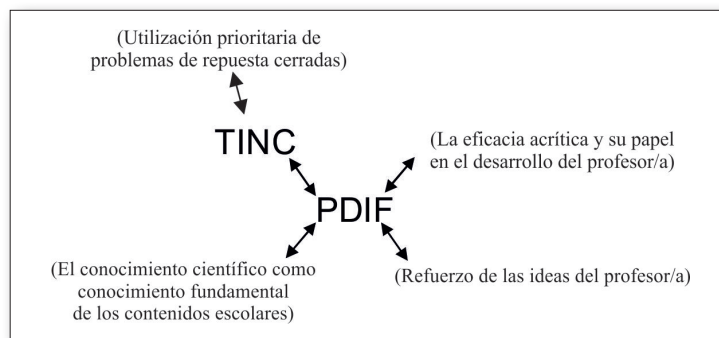 (Utilización prioritaria de
problemas de repuesta cerradas)
TINC
(La eficacia acrítica y su papel
en el desarrollo del profesor/a)
PDIF
(El conocimiento científico como
conocimiento fundamental
de los contenidos escolares)
(Refuerzo de las ideas del profesor/a)